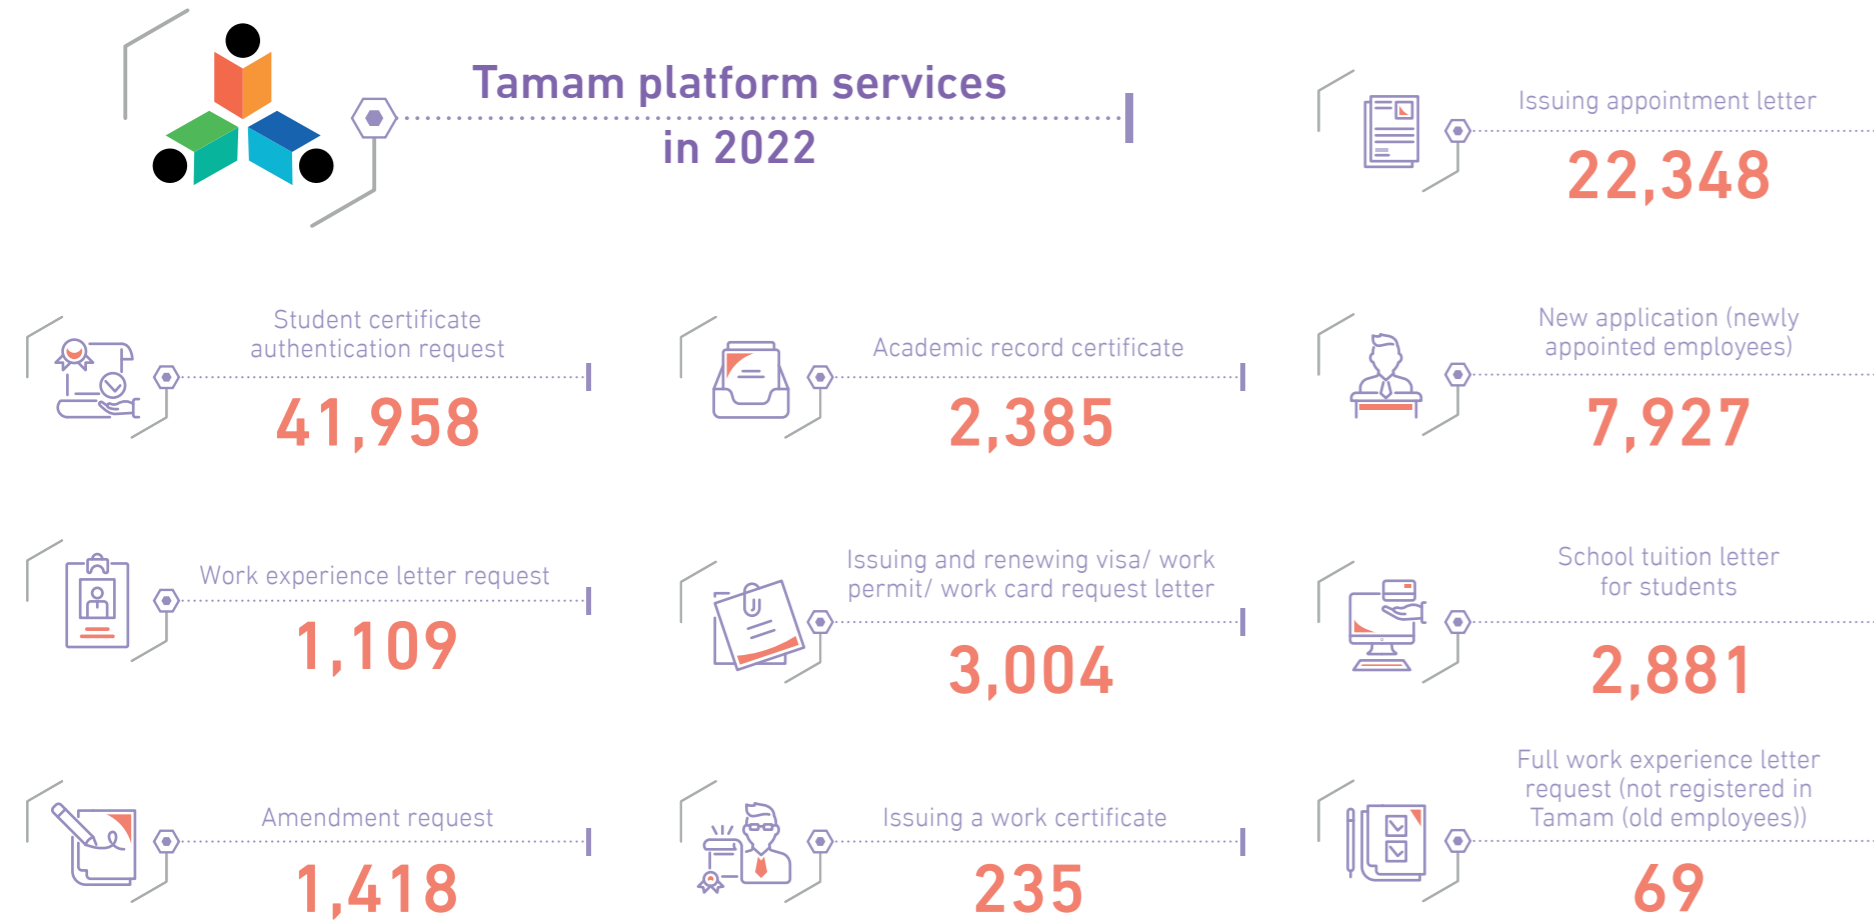 Tamam platform services
in 2022
Issuing appointment letter
22,348
Student certificate
authentication request
41,958
Academic record certificate
2,385
New application (newly
appointed employees)
7,927
Work experience letter request
1,109
Issuing and renewing visa/ work
permit/ work card request letter
3,004
School tuition letter
for students
2,881
Amendment request
1,418
Issuing a work certificate
235
Full work experience letter
request (not registered in
Tamam (old employees))
69